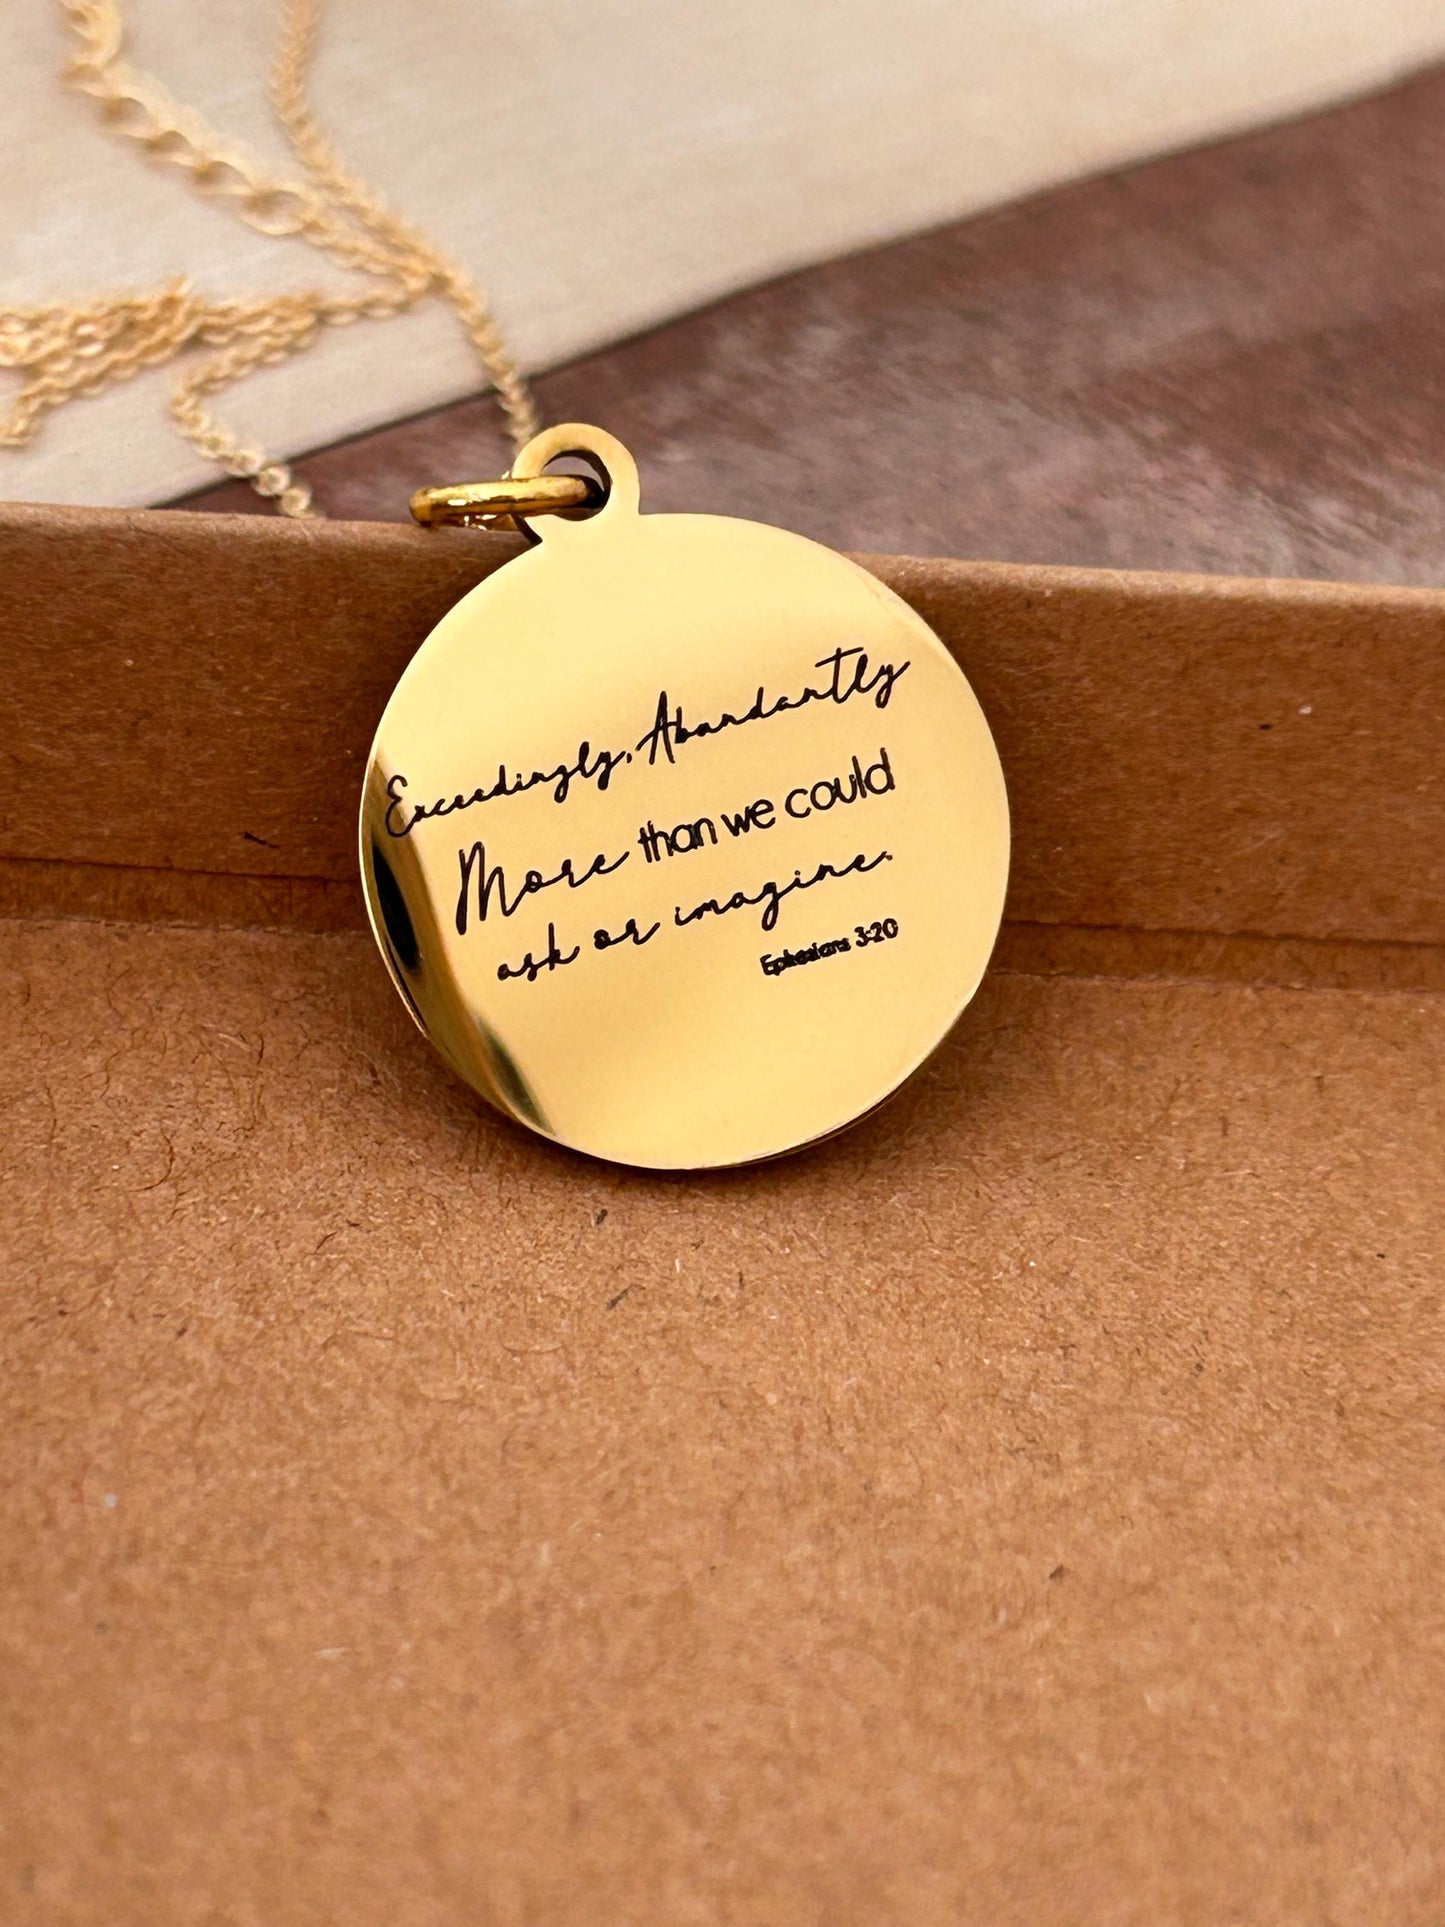 Exceedingly, Abundantly
More than we could
ask or imagine.
Ephesians 3:20